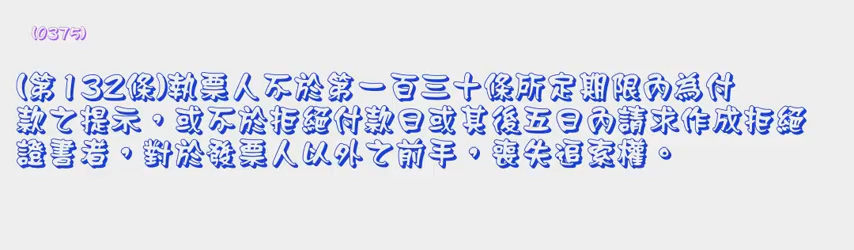 (0375)
(第132條)執票人不於第一百三十條所定期限內為付
款之提示，或不於拒絕付款日或其後五日內請求作成拒絕
證書者，對於發票人以外之前手，喪失追索權。